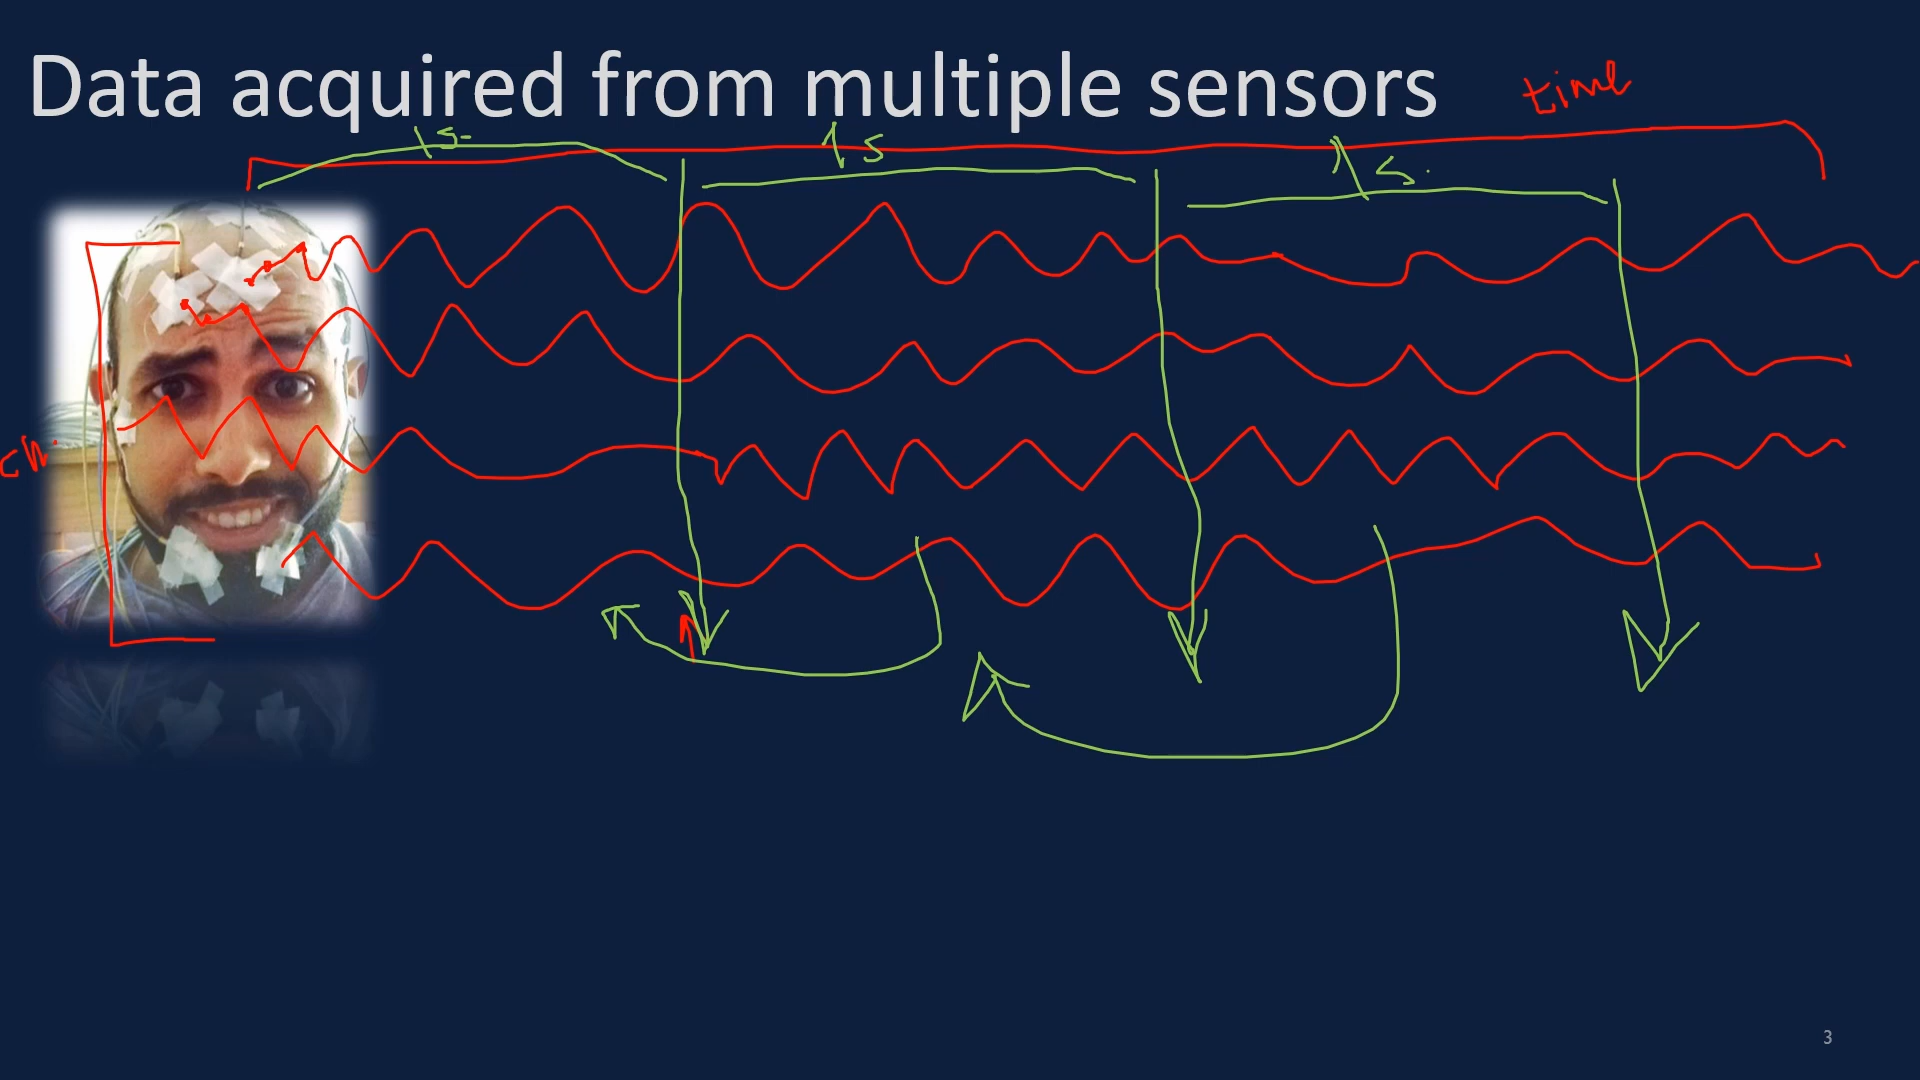 Data acquired from multiple sensors
time
1s
1s
1s.
ch.
3